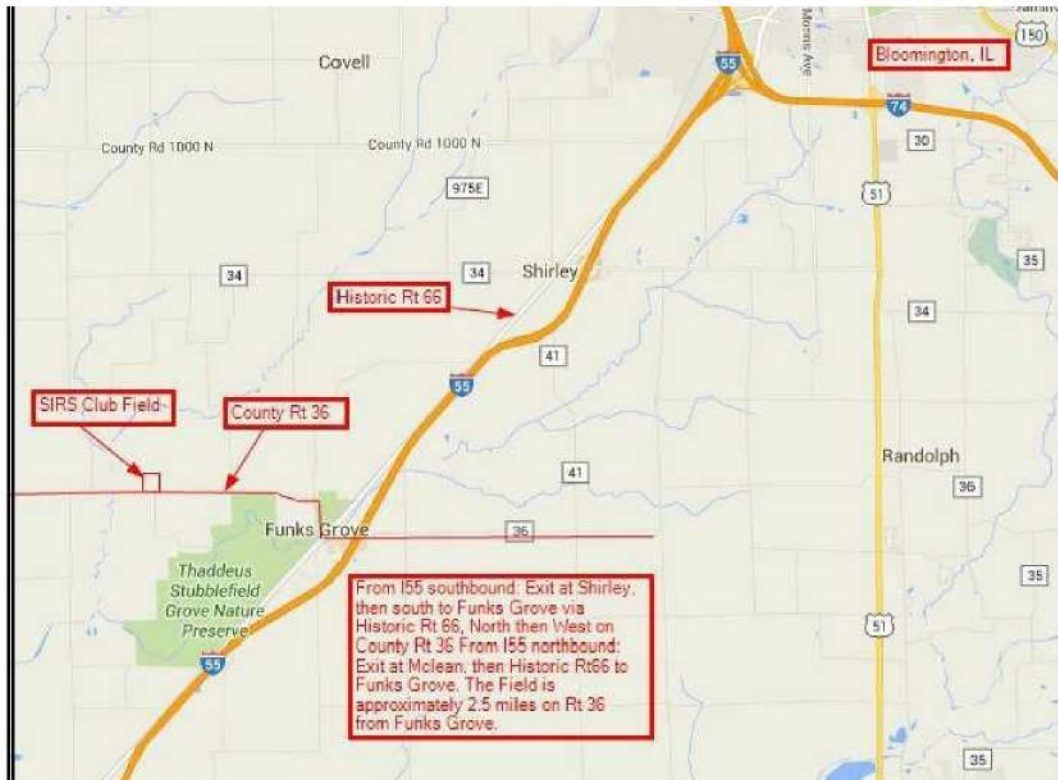 Morris Ave
150
Bloomington, IL
55
Covell
74
County Rd 1000 N
County Rd 1000 N
30
975E
51
34
34
Shirley
35
Historic Rt 66
34
41
55
SIRS Club Field
County Rt 36
Randolph
41
36
Funks Grove
36
Thaddeus
Stubblefield
Grove Nature
Preserve
From I55 southbound: Exit at Shirley,
then south to Funks Grove via
Historic Rt 66, North then West on
County Rt 36 From I55 northbound:
Exit at Mclean, then Historic Rt66 to
Funks Grove. The Field is
approximately 2.5 miles on Rt 36
from Funks Grove.
35
51
55
35